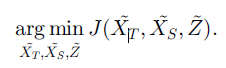 arg min J(X̃_T, X̃_S, Z̃).
X̃_T,X̃_S,Z̃